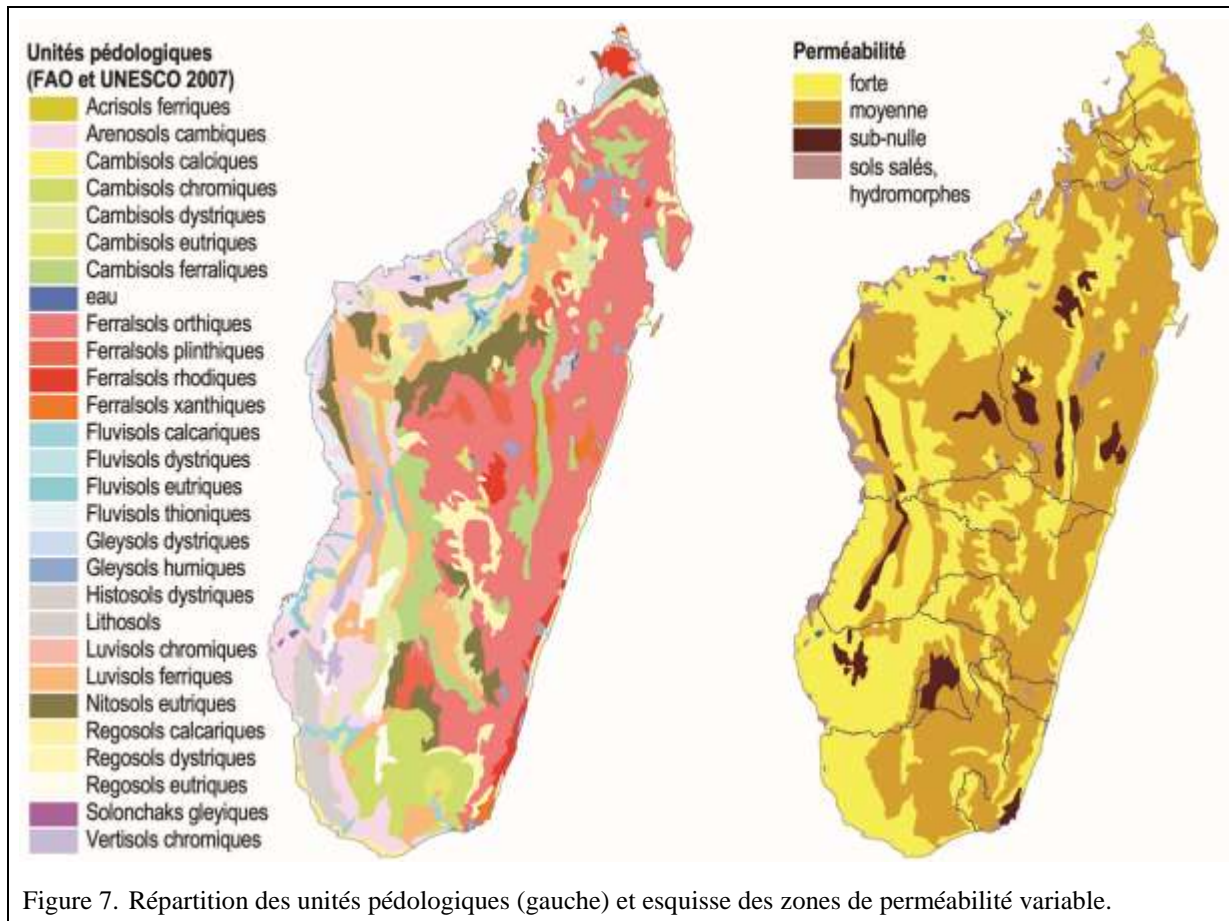 Unités pédologiques
(FAO et UNESCO 2007)
Acrisols ferriques
Arenosols cambiques
Cambisols calciques
Cambisols chromiques
Cambisols dystriques
Cambisols eutriques
Cambisols ferraliques
eau
Ferralsols orthiques
Ferralsols plinthiques
Ferralsols rhodiques
Ferralsols xanthiques
Fluvisols calcariques
Fluvisols dystriques
Fluvisols eutriques
Fluvisols thioniques
Gleysols dystriques
Gleysols humiques
Histosols dystriques
Lithosols
Luvisols chromiques
Luvisols ferriques
Nitosols eutriques
Regosols calcariques
Regosols dystriques
Regosols eutriques
Solonchaks gleyiques
Vertisols chromiques
Perméabilité
forte
moyenne
sub-nulle
sols salés,
hydromorphes
Figure 7. Répartition des unités pédologiques (gauche) et esquisse des zones de perméabilité variable.